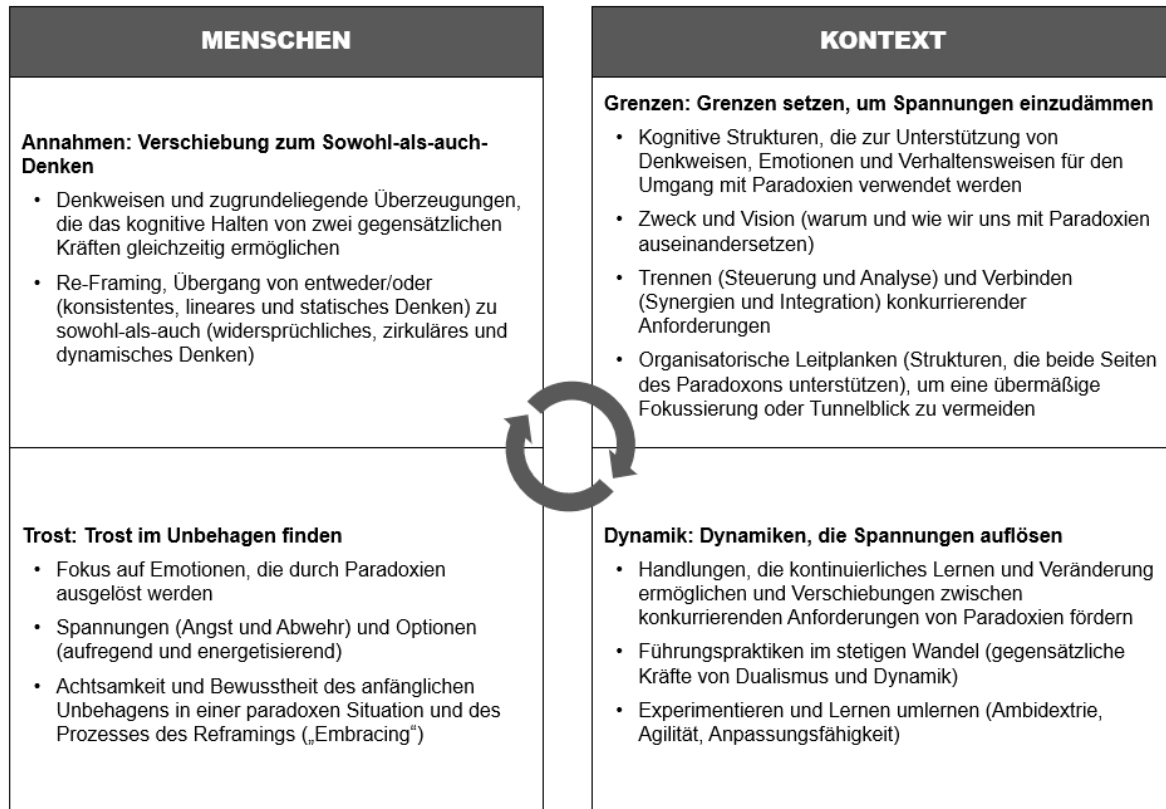 MENSCHEN
Annahmen: Verschiebung zum Sowohl-als-auch-
Denken
• Denkweisen und zugrundeliegende Überzeugungen,
die das kognitive Halten von zwei gegensätzlichen
Kräften gleichzeitig ermöglichen
• Re-Framing, Übergang von entweder/oder
(konsistentes, lineares und statisches Denken) zu
sowohl-als-auch (widersprüchliches, zirkuläres und
dynamisches Denken)
KONTEXT
Grenzen: Grenzen setzen, um Spannungen einzudämmen
• Kognitive Strukturen, die zur Unterstützung von
Denkweisen, Emotionen und Verhaltensweisen für den
Umgang mit Paradoxien verwendet werden
• Zweck und Vision (warum und wie wir uns mit Paradoxien
auseinandersetzen)
• Trennen (Steuerung und Analyse) und Verbinden
(Synergien und Integration) konkurrierender
Anforderungen
• Organisatorische Leitplanken (Strukturen, die beide Seiten
des Paradoxons unterstützen), um eine übermäßige
Fokussierung oder Tunnelblick zu vermeiden
Trost: Trost im Unbehagen finden
• Fokus auf Emotionen, die durch Paradoxien
ausgelöst werden
• Spannungen (Angst und Abwehr) und Optionen
(aufregend und energetisierend)
• Achtsamkeit und Bewusstheit des anfänglichen
Unbehagens in einer paradoxen Situation und des
Prozesses des Reframings („Embracing“)
Dynamik: Dynamiken, die Spannungen auflösen
• Handlungen, die kontinuierliches Lernen und Veränderung
ermöglichen und Verschiebungen zwischen
konkurrierenden Anforderungen von Paradoxien fördern
• Führungspraktiken im stetigen Wandel (gegensätzliche
Kräfte von Dualismus und Dynamik)
• Experimentieren und Lernen umlernen (Ambidextrie,
Agilität, Anpassungsfähigkeit)